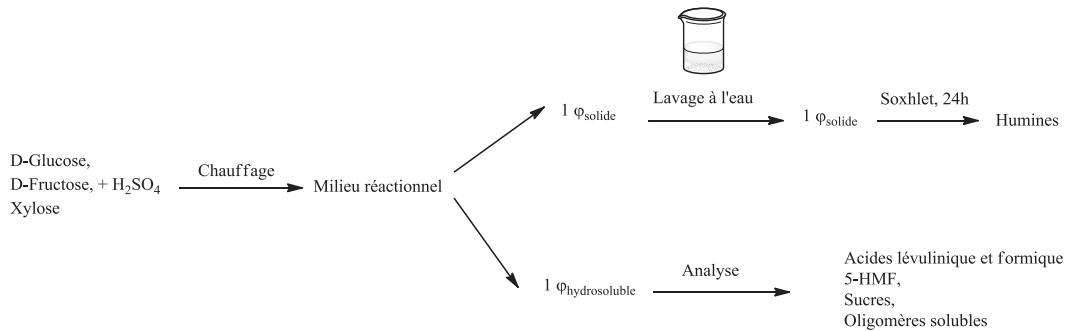 D-Glucose,
D-Fructose, + H₂SO₄
Xylose
Chauffage
Milieu réactionnel
1 φsolide
Lavage à l'eau
1 φsolide
Soxhlet, 24h
Humines
1 φhydrosoluble
Analyse
Acides lévulinique et formique
5-HMF,
Sucres,
Oligomères solubles